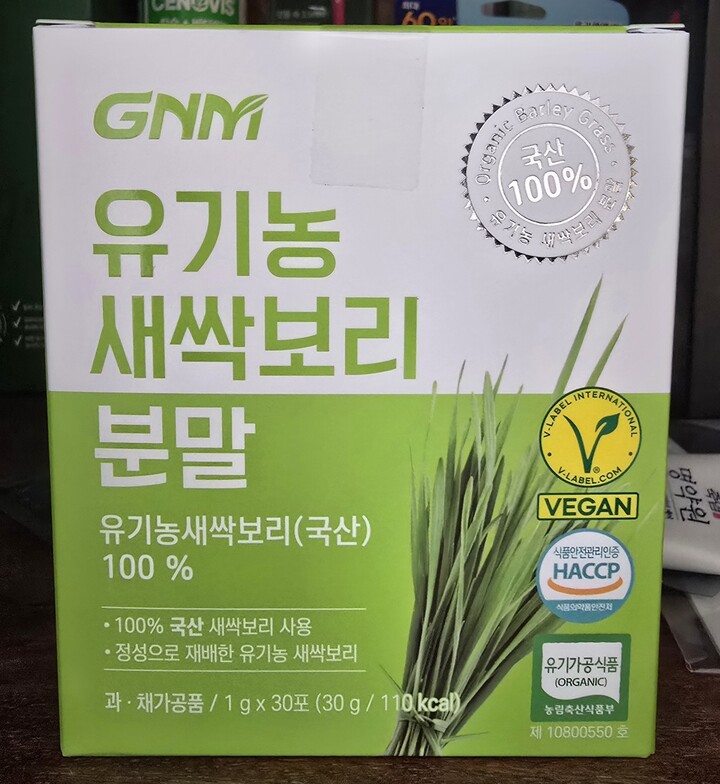 CENOVIS
60
GNM
Organic Barley Grass
국산
100%
유기농 새싹보리 분말
유기농
새싹보리
분말
유기농새싹보리(국산)
100 %
• 100% 국산 새싹보리 사용
• 정성으로 재배한 유기농 새싹보리
과 · 채가공품 / 1 g x 30포 (30 g / 110 kcal)
V-LABEL INTERNATIONAL
V-LABEL.COM
VEGAN
식품안전관리인증
HACCP
식품의약품안전처
유기가공식품
(ORGANIC)
농림축산식품부
제 10800550 호
명약원